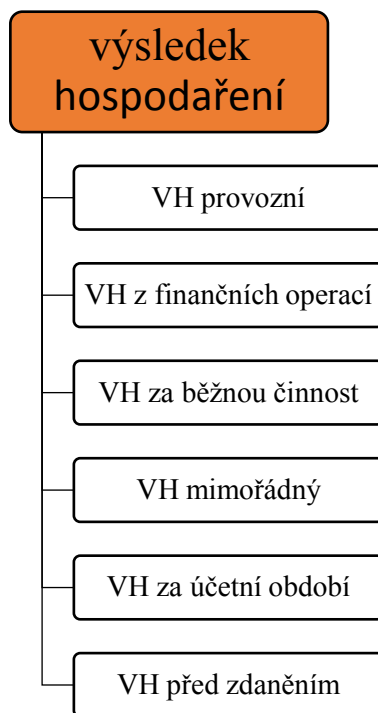 výsledek
hospodaření
VH provozní
VH z finančních operací
VH za běžnou činnost
VH mimořádný
VH za účetní období
VH před zdaněním